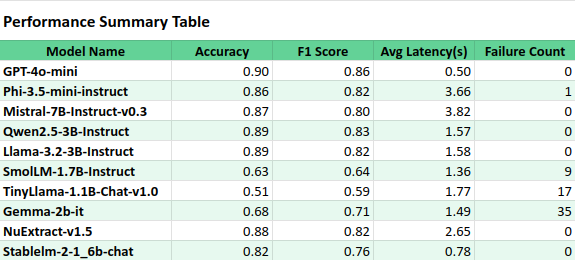 Performance Summary Table
Model Name Accuracy F1 Score Avg Latency(s) Failure Count
GPT-4o-mini 0.90 0.86 0.50 0
Phi-3.5-mini-instruct 0.86 0.82 3.66 1
Mistral-7B-Instruct-v0.3 0.87 0.80 3.82 0
Qwen2.5-3B-Instruct 0.89 0.83 1.57 0
Llama-3.2-3B-Instruct 0.89 0.82 1.58 0
SmolLM-1.7B-Instruct 0.63 0.64 1.36 9
TinyLlama-1.1B-Chat-v1.0 0.51 0.59 1.77 17
Gemma-2b-it 0.68 0.71 1.49 35
NuExtract-v1.5 0.88 0.82 2.65 0
Stablelm-2-1_6b-chat 0.82 0.76 0.78 0